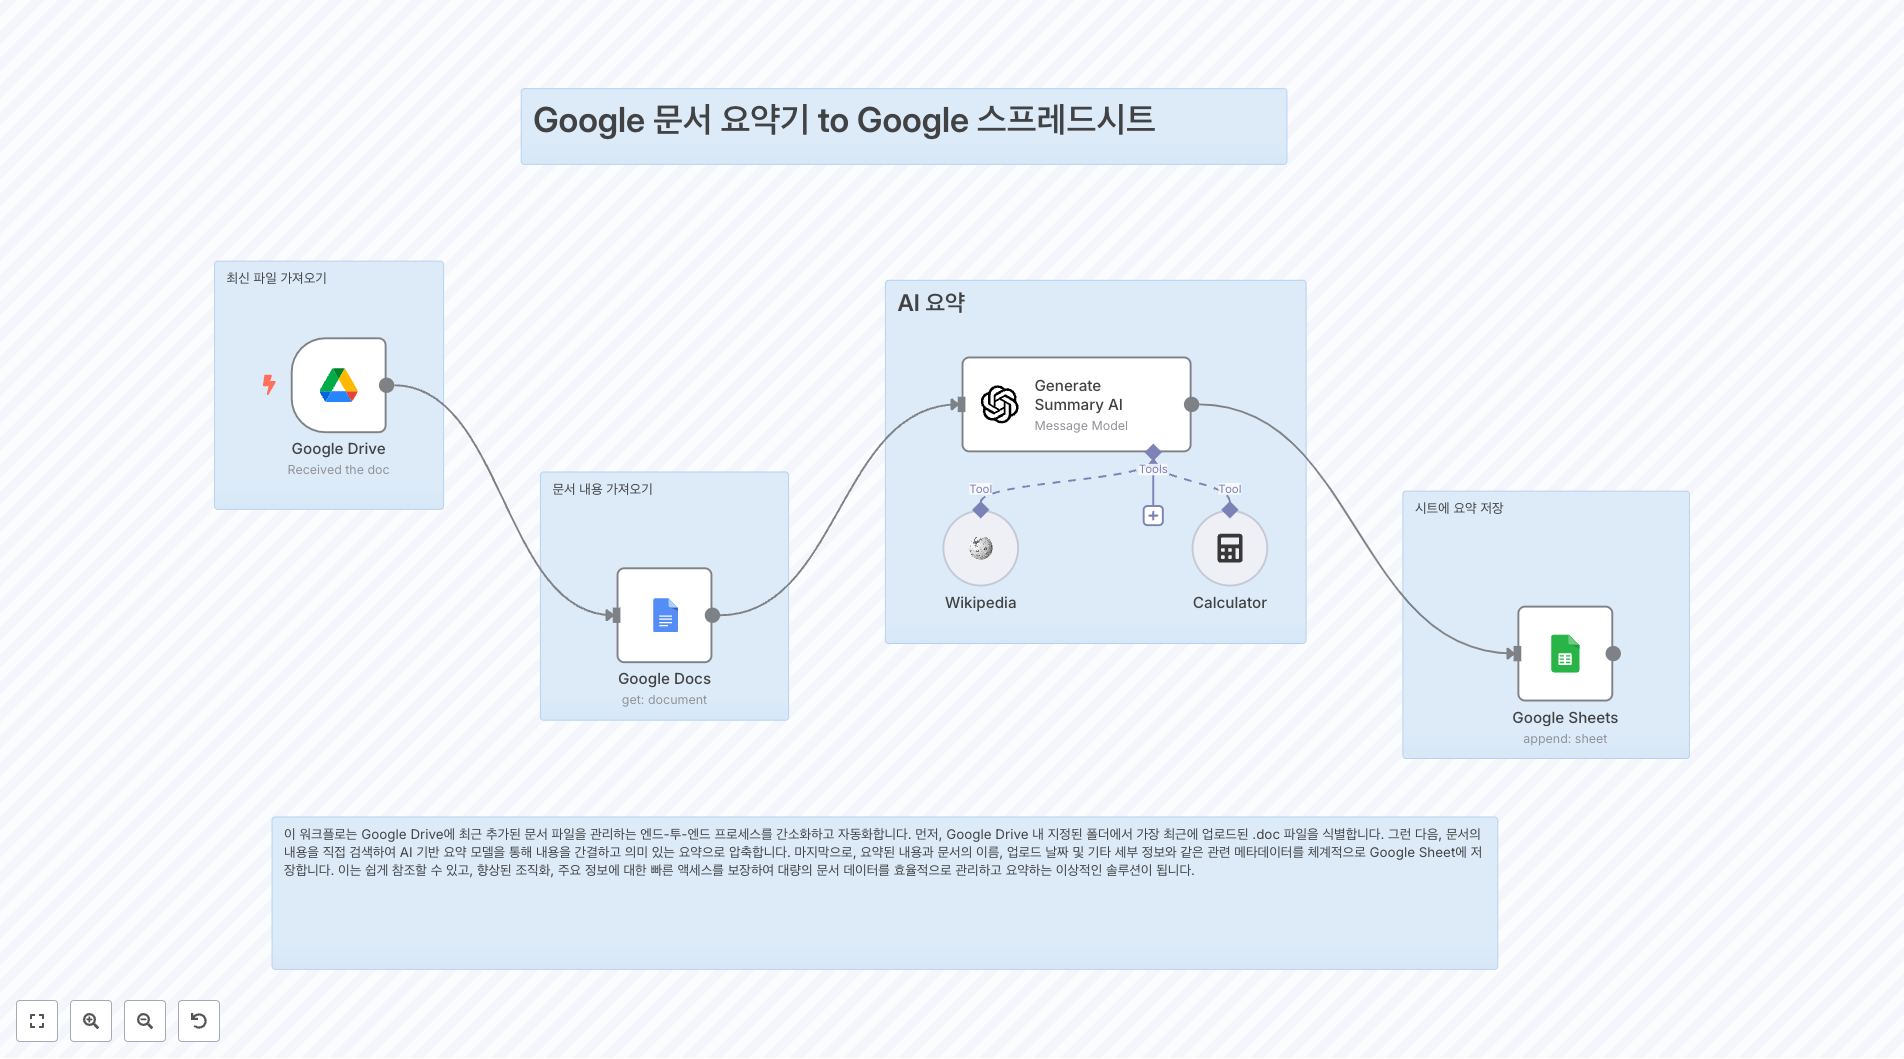 Google 문서 요약기 to Google 스프레드시트
최신 파일 가져오기
Google Drive
Received the doc
문서 내용 가져오기
Google Docs
get: document
AI 요약
Generate
Summary AI
Message Model
Tools
Tool
Tool
Wikipedia
Calculator
시트에 요약 저장
Google Sheets
append: sheet
이 워크플로는 Google Drive에 최근 추가된 문서 파일을 관리하는 엔드-투-엔드 프로세스를 간소화하고 자동화합니다. 먼저, Google Drive 내 지정된 폴더에서 가장 최근에 업로드된 .doc 파일을 식별합니다. 그런 다음, 문서의
내용을 직접 검색하여 AI 기반 요약 모델을 통해 내용을 간결하고 의미 있는 요약으로 압축합니다. 마지막으로, 요약된 내용과 문서의 이름, 업로드 날짜 및 기타 세부 정보와 같은 관련 메타데이터를 체계적으로 Google Sheet에 저
장합니다. 이는 쉽게 참조할 수 있고, 향상된 조직화, 주요 정보에 대한 빠른 액세스를 보장하여 대량의 문서 데이터를 효율적으로 관리하고 요약하는 이상적인 솔루션이 됩니다.